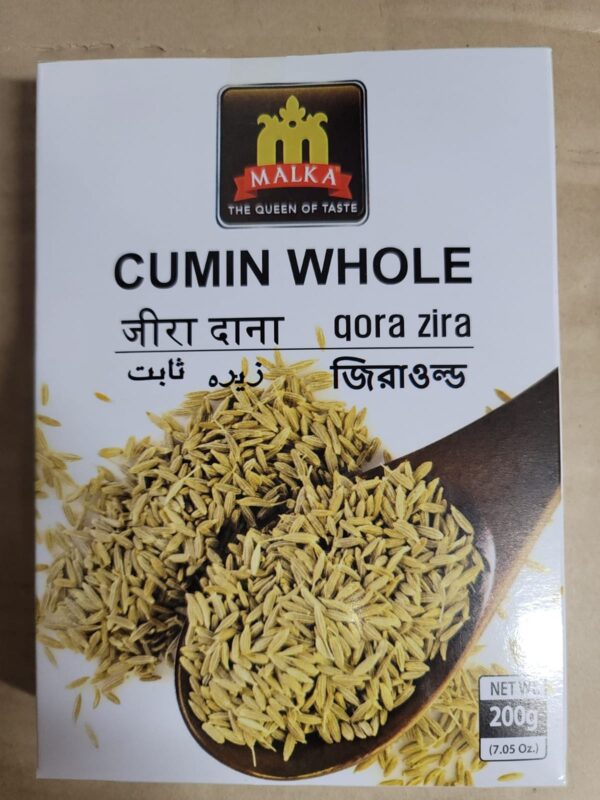 MALKA
THE QUEEN OF TASTE
CUMIN WHOLE
जीरा दाना qora zira
زیرہ ثابت জিরাওল্ড
NET WT.
200g
(7.05 Oz.)